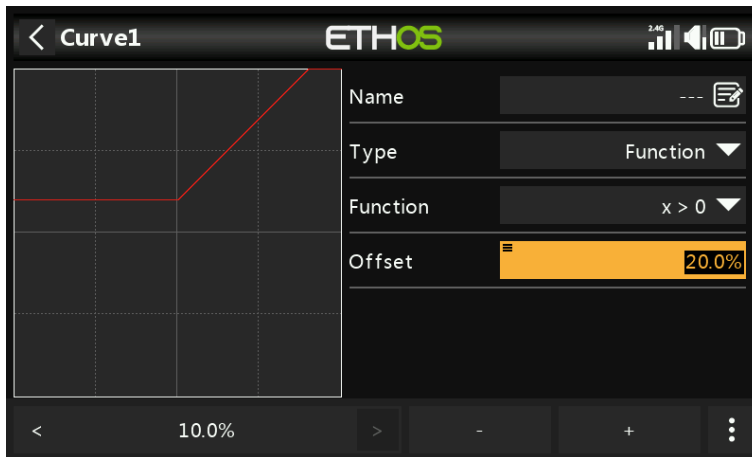 < Curve1
ETHOS
2.4G
Name
---
Type
Function
Function
x > 0
Offset
20.0%
<
10.0%
>
-
+